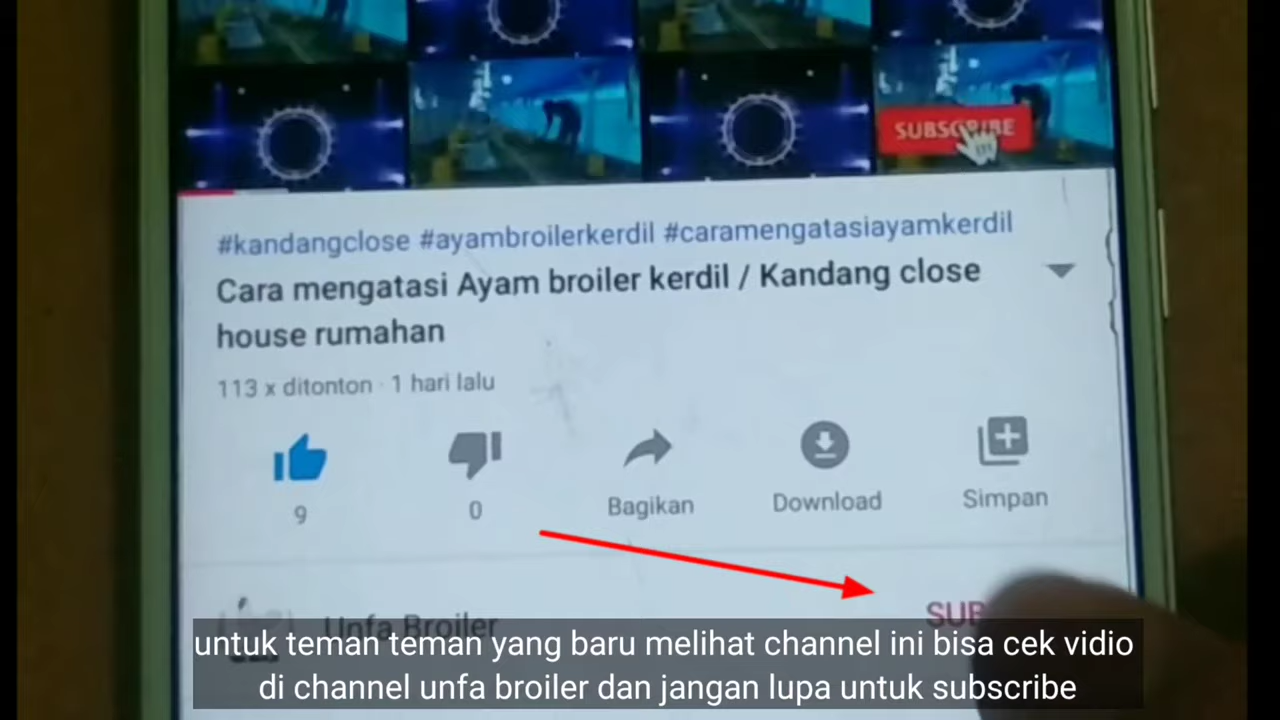 SUBSCRIBE
#kandangclose #ayambroilerkerdil #caramengatasiayamkerdil
Cara mengatasi Ayam broiler kerdil / Kandang close
house rumahan
113 x ditonton · 1 hari lalu
9
0
Bagikan
Download
Simpan
Unfa Broiler
SUB
untuk teman teman yang baru melihat channel ini bisa cek vidio
di channel unfa broiler dan jangan lupa untuk subscribe